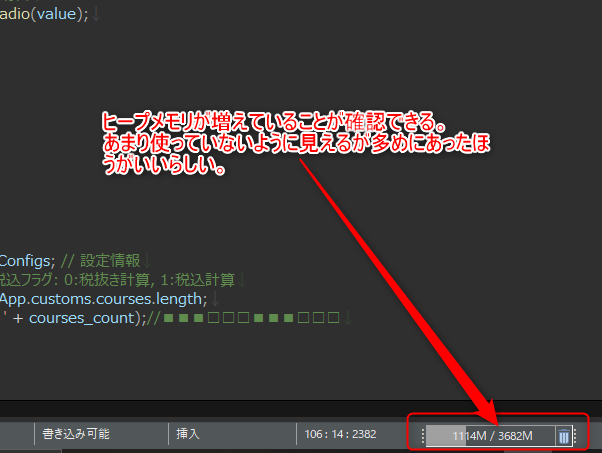 adio(value);↓
ヒープメモリが増えていることが確認できる。
あまり使っていないように見えるが多めにあったほ
うがいいらしい。
Configs; // 設定情報↓
税込フラグ: 0:税抜き計算, 1:税込計算↓
App.customs.courses.length;↓
' + courses_count);//■■■□□□■■■□□□↓
書き込み可能 挿入 106 : 14 : 2382 1114M / 3682M